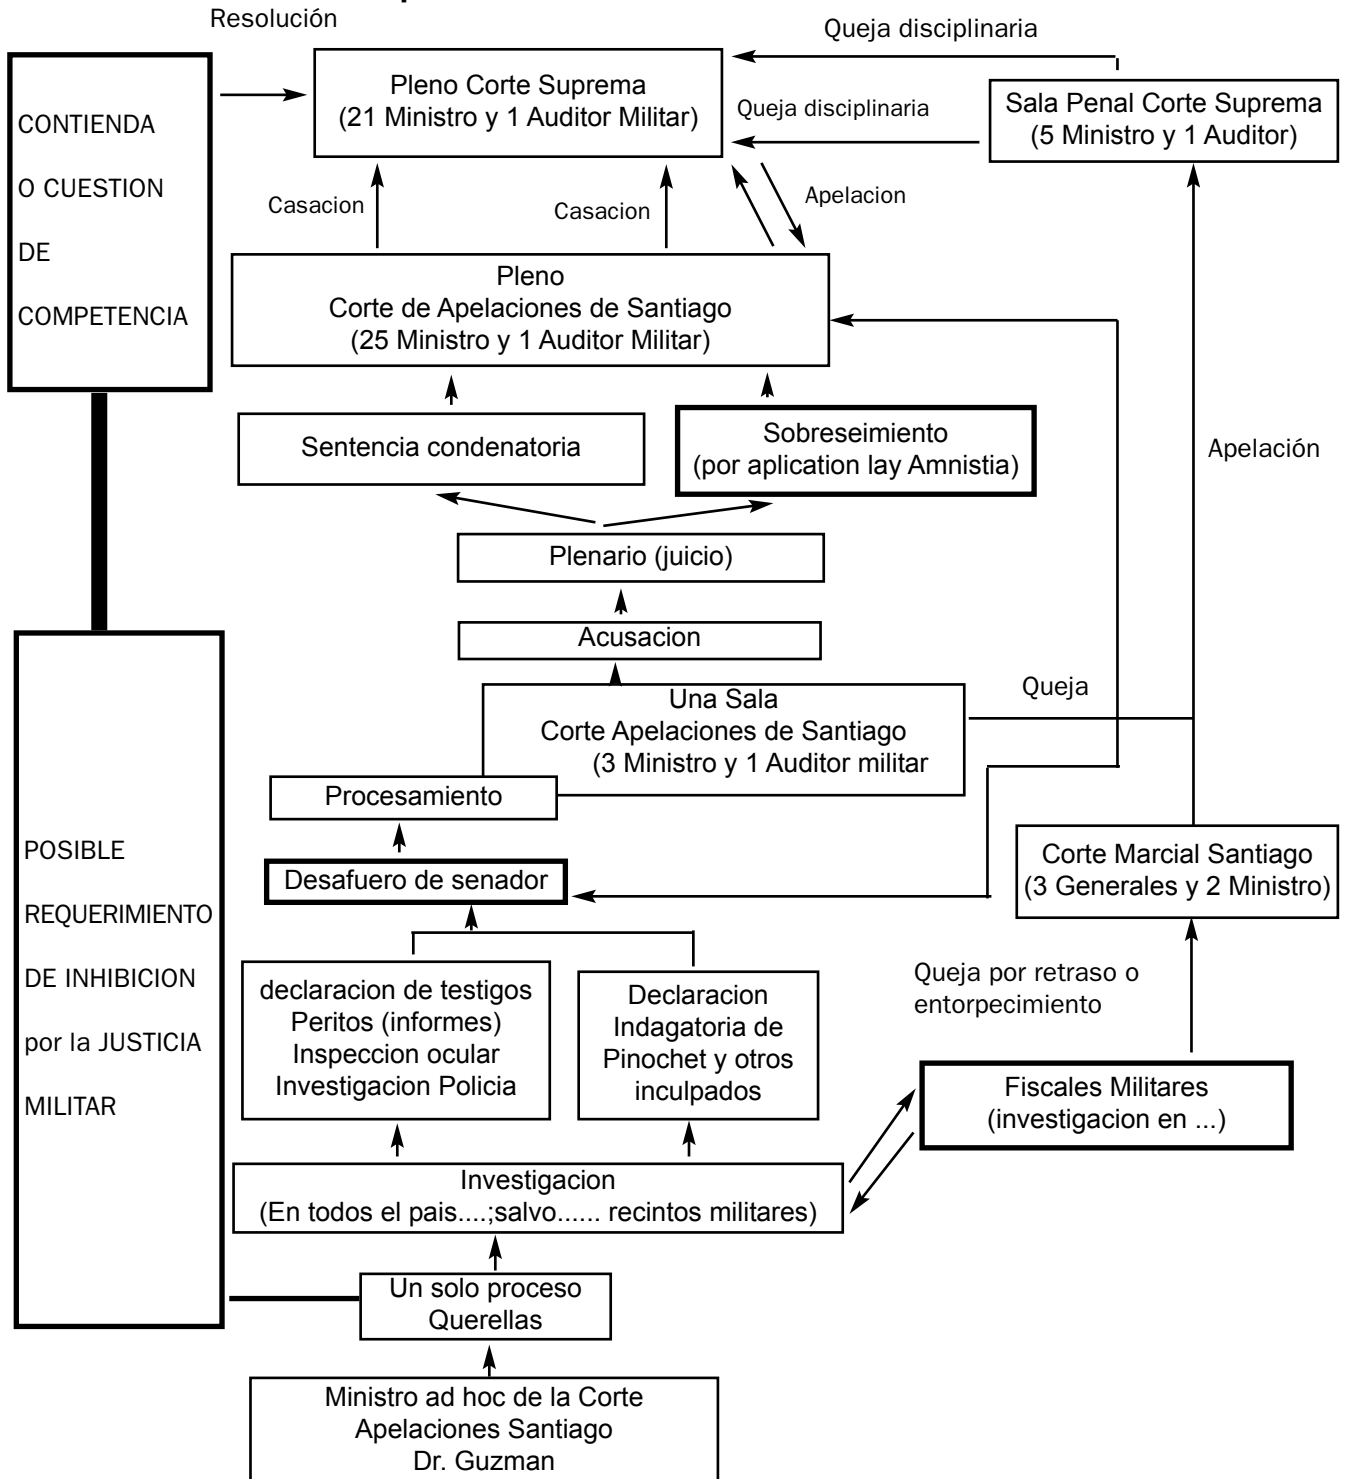 Resolución
Queja disciplinaria
Pleno Corte Suprema
(21 Ministro y 1 Auditor Militar)
Queja disciplinaria
Sala Penal Corte Suprema
(5 Ministro y 1 Auditor)
CONTIENDA
O CUESTION
DE
COMPETENCIA
Casacion
Casacion
Apelacion
Pleno
Corte de Apelaciones de Santiago
(25 Ministro y 1 Auditor Militar)
Sentencia condenatoria
Sobreseimiento
(por aplication lay Amnistia)
Apelación
Plenario (juicio)
Acusacion
Una Sala
Corte Apelaciones de Santiago
(3 Ministro y 1 Auditor militar
Queja
Procesamiento
Desafuero de senador
Corte Marcial Santiago
(3 Generales y 2 Ministro)
POSIBLE
REQUERIMIENTO
DE INHIBICION
por la JUSTICIA
MILITAR
declaracion de testigos
Peritos (informes)
Inspeccion ocular
Investigacion Policia
Declaracion
Indagatoria de
Pinochet y otros
inculpados
Queja por retraso o
entorpecimiento
Fiscales Militares
(investigacion en ...)
Investigacion
(En todos el pais....;salvo...... recintos militares)
Un solo proceso
Querellas
Ministro ad hoc de la Corte
Apelaciones Santiago
Dr. Guzman